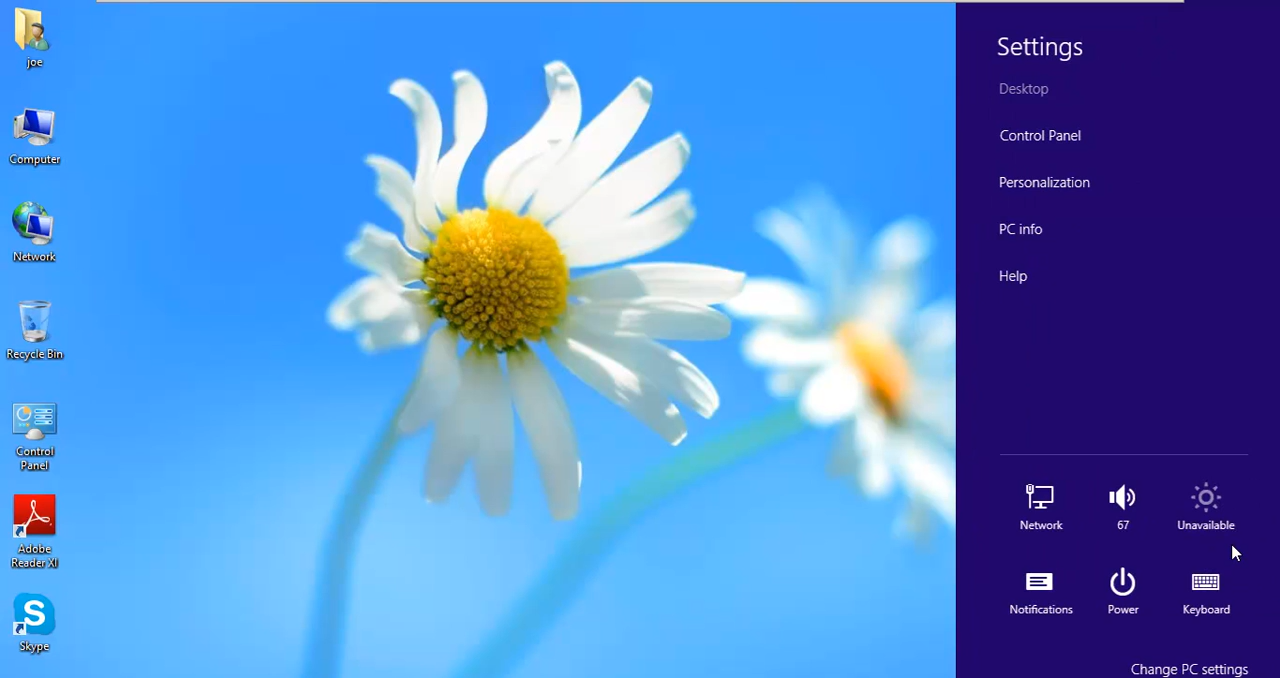 joe
Computer
Network
Recycle Bin
Control
Panel
Adobe
Reader XI
S
Skype
Settings
Desktop
Control Panel
Personalization
PC info
Help
Network
67
Unavailable
Notifications
Power
Keyboard
Change PC settings